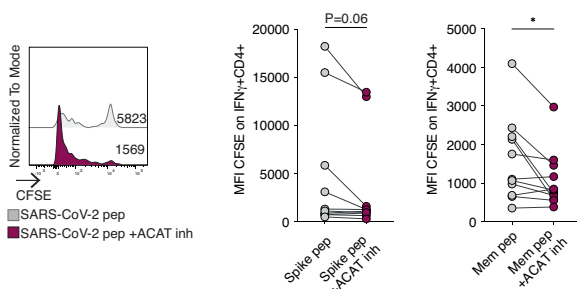 Normalized To Mode
5823
1569
CFSE
SARS-CoV-2 pep
SARS-CoV-2 pep +ACAT inh
P=0.06
MFI CFSE on IFNγ+CD4+
20000
15000
10000
5000
0
Spike pep
Spike pep
+ACAT inh
*
MFI CFSE on IFNγ+CD4+
5000
4000
3000
2000
1000
0
Mem pep
Mem pep
+ACAT inh